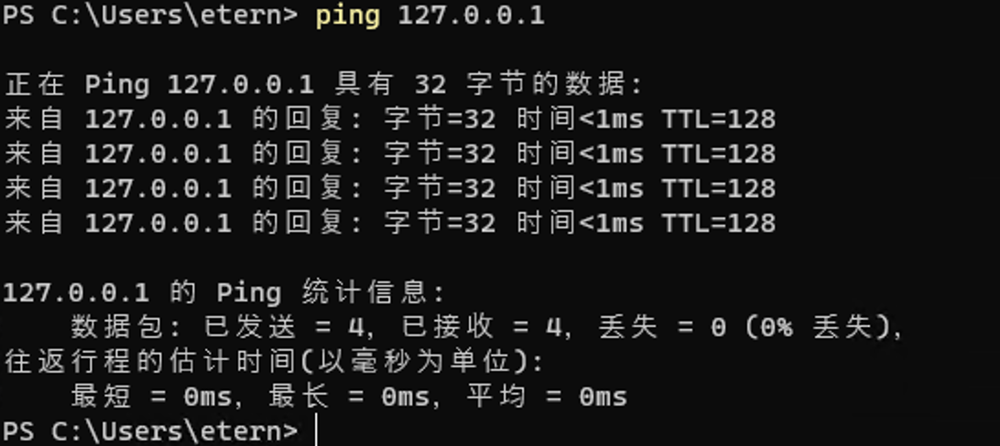 PS C:\Users\etern> ping 127.0.0.1
正在 Ping 127.0.0.1 具有 32 字节的数据:
来自 127.0.0.1 的回复: 字节=32 时间<1ms TTL=128
来自 127.0.0.1 的回复: 字节=32 时间<1ms TTL=128
来自 127.0.0.1 的回复: 字节=32 时间<1ms TTL=128
来自 127.0.0.1 的回复: 字节=32 时间<1ms TTL=128
127.0.0.1 的 Ping 统计信息:
数据包: 已发送 = 4，已接收 = 4，丢失 = 0 (0% 丢失)，
往返行程的估计时间(以毫秒为单位):
最短 = 0ms，最长 = 0ms，平均 = 0ms
PS C:\Users\etern>